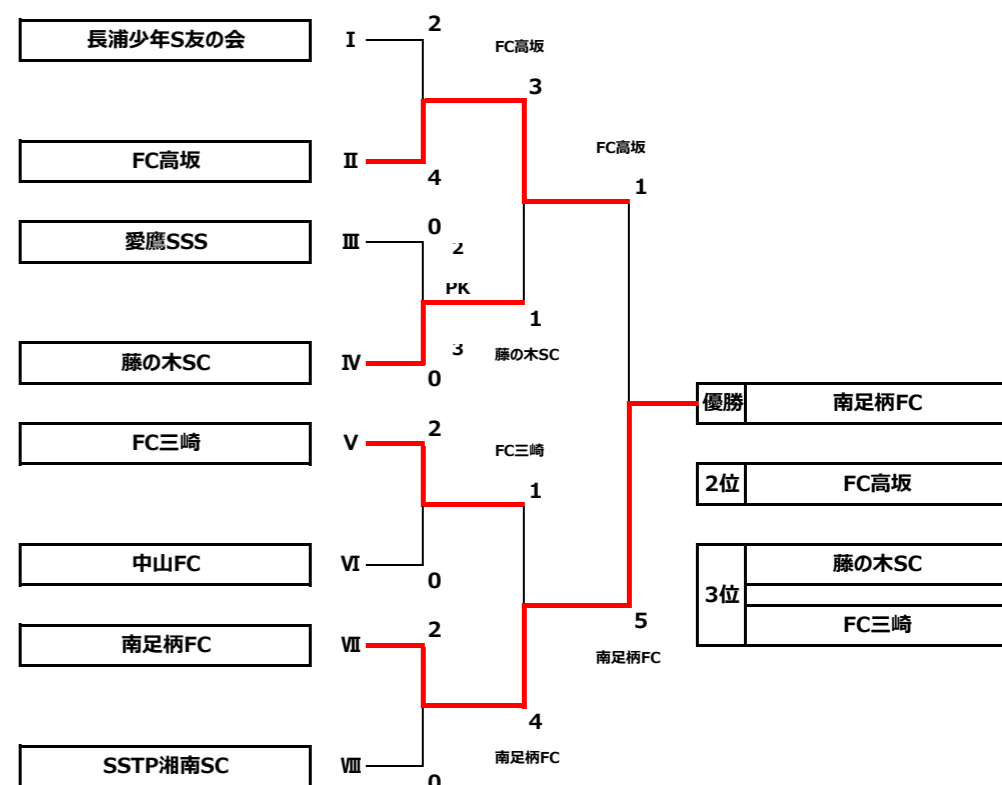 長浦少年S友の会
Ⅰ
2
FC高坂
3
FC高坂
1
FC高坂
Ⅱ
4
愛鷹SSS
Ⅲ
0
2
PK
1
藤の木SC
藤の木SC
Ⅳ
3
0
優勝
南足柄FC
FC三崎
Ⅴ
2
FC三崎
1
2位
FC高坂
中山FC
Ⅵ
0
3位
藤の木SC
FC三崎
南足柄FC
Ⅶ
2
5
南足柄FC
4
南足柄FC
SSTP湘南SC
Ⅷ
0